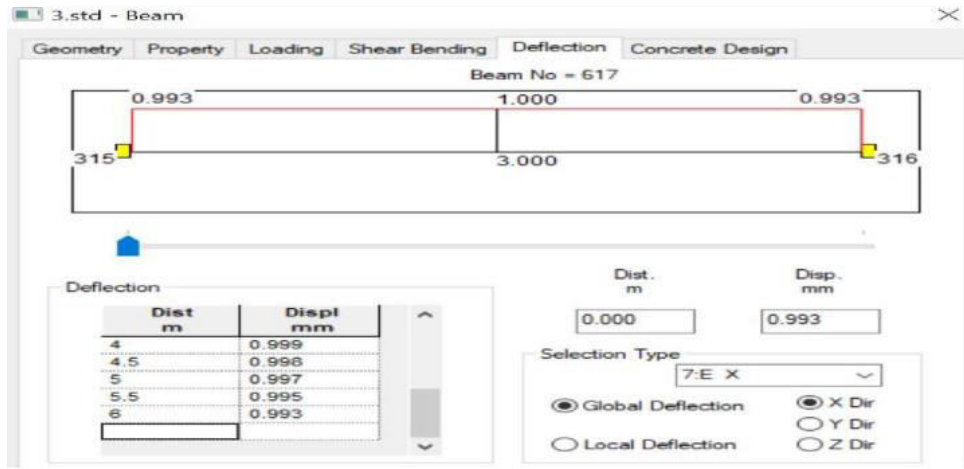 3.std - Beam
Geometry Property Loading Shear Bending Deflection Concrete Design
Beam No = 617
0.993 1.000 0.993
315 3.000 316
Deflection
Dist Displ
m mm
4 0.999
4.5 0.998
5 0.997
5.5 0.995
6 0.993
Dist. Disp.
m mm
0.000 0.993
Selection Type
7:E X
Global Deflection X Dir
Y Dir
Local Deflection Z Dir